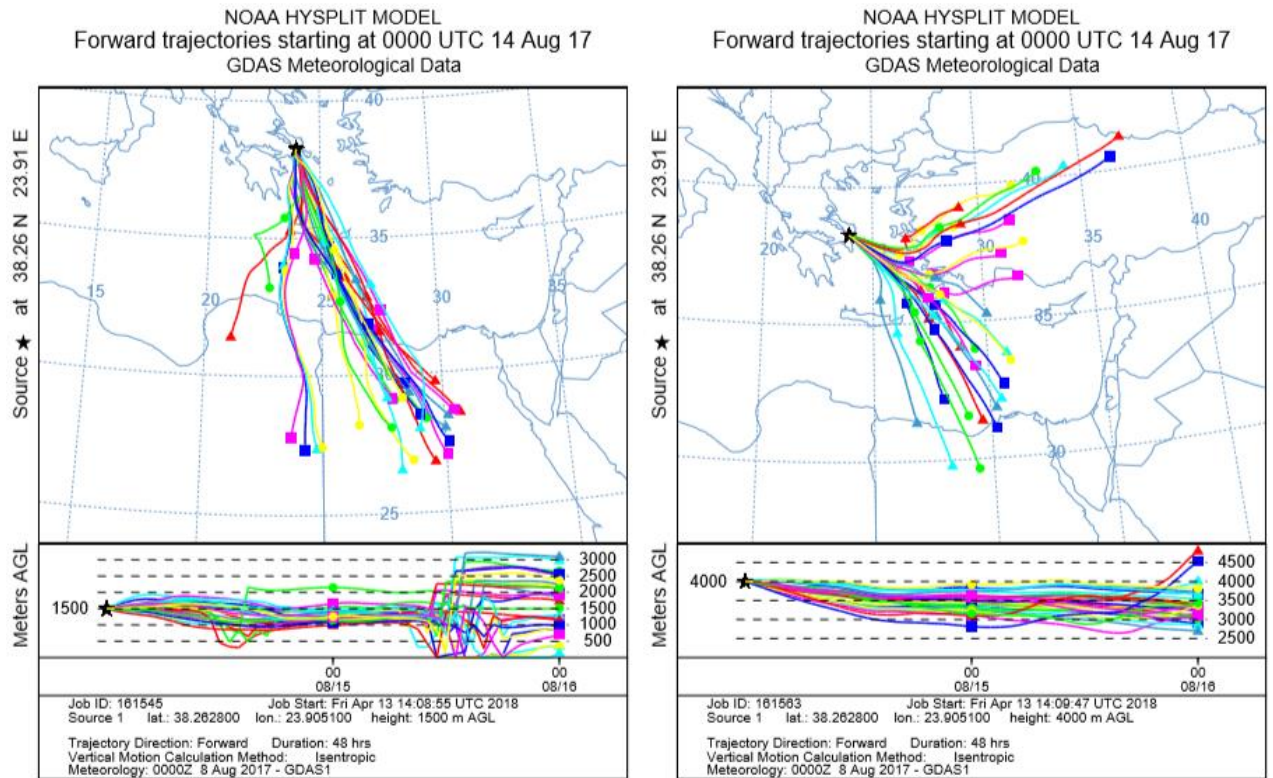 NOAA HYSPLIT MODEL
Forward trajectories starting at 0000 UTC 14 Aug 17
GDAS Meteorological Data
Source ★ at 38.26 N 23.91 E
40
35
15
20
25
30
35
30
25
Meters AGL
1500
3000
2500
2000
1500
1000
500
00
08/15
00
08/16
Job ID: 161545 Job Start: Fri Apr 13 14:08:55 UTC 2018
Source 1 lat.: 38.262800 lon.: 23.905100 height: 1500 m AGL
Trajectory Direction: Forward Duration: 48 hrs
Vertical Motion Calculation Method: Isentropic
Meteorology: 0000Z 8 Aug 2017 - GDAS1
NOAA HYSPLIT MODEL
Forward trajectories starting at 0000 UTC 14 Aug 17
GDAS Meteorological Data
Source ★ at 38.26 N 23.91 E
40
40
20
30
35
35
30
Meters AGL
4000
4500
4000
3500
3000
2500
00
08/15
00
08/16
Job ID: 161563 Job Start: Fri Apr 13 14:09:47 UTC 2018
Source 1 lat.: 38.262800 lon.: 23.905100 height: 4000 m AGL
Trajectory Direction: Forward Duration: 48 hrs
Vertical Motion Calculation Method: Isentropic
Meteorology: 0000Z 8 Aug 2017 - GDAS1